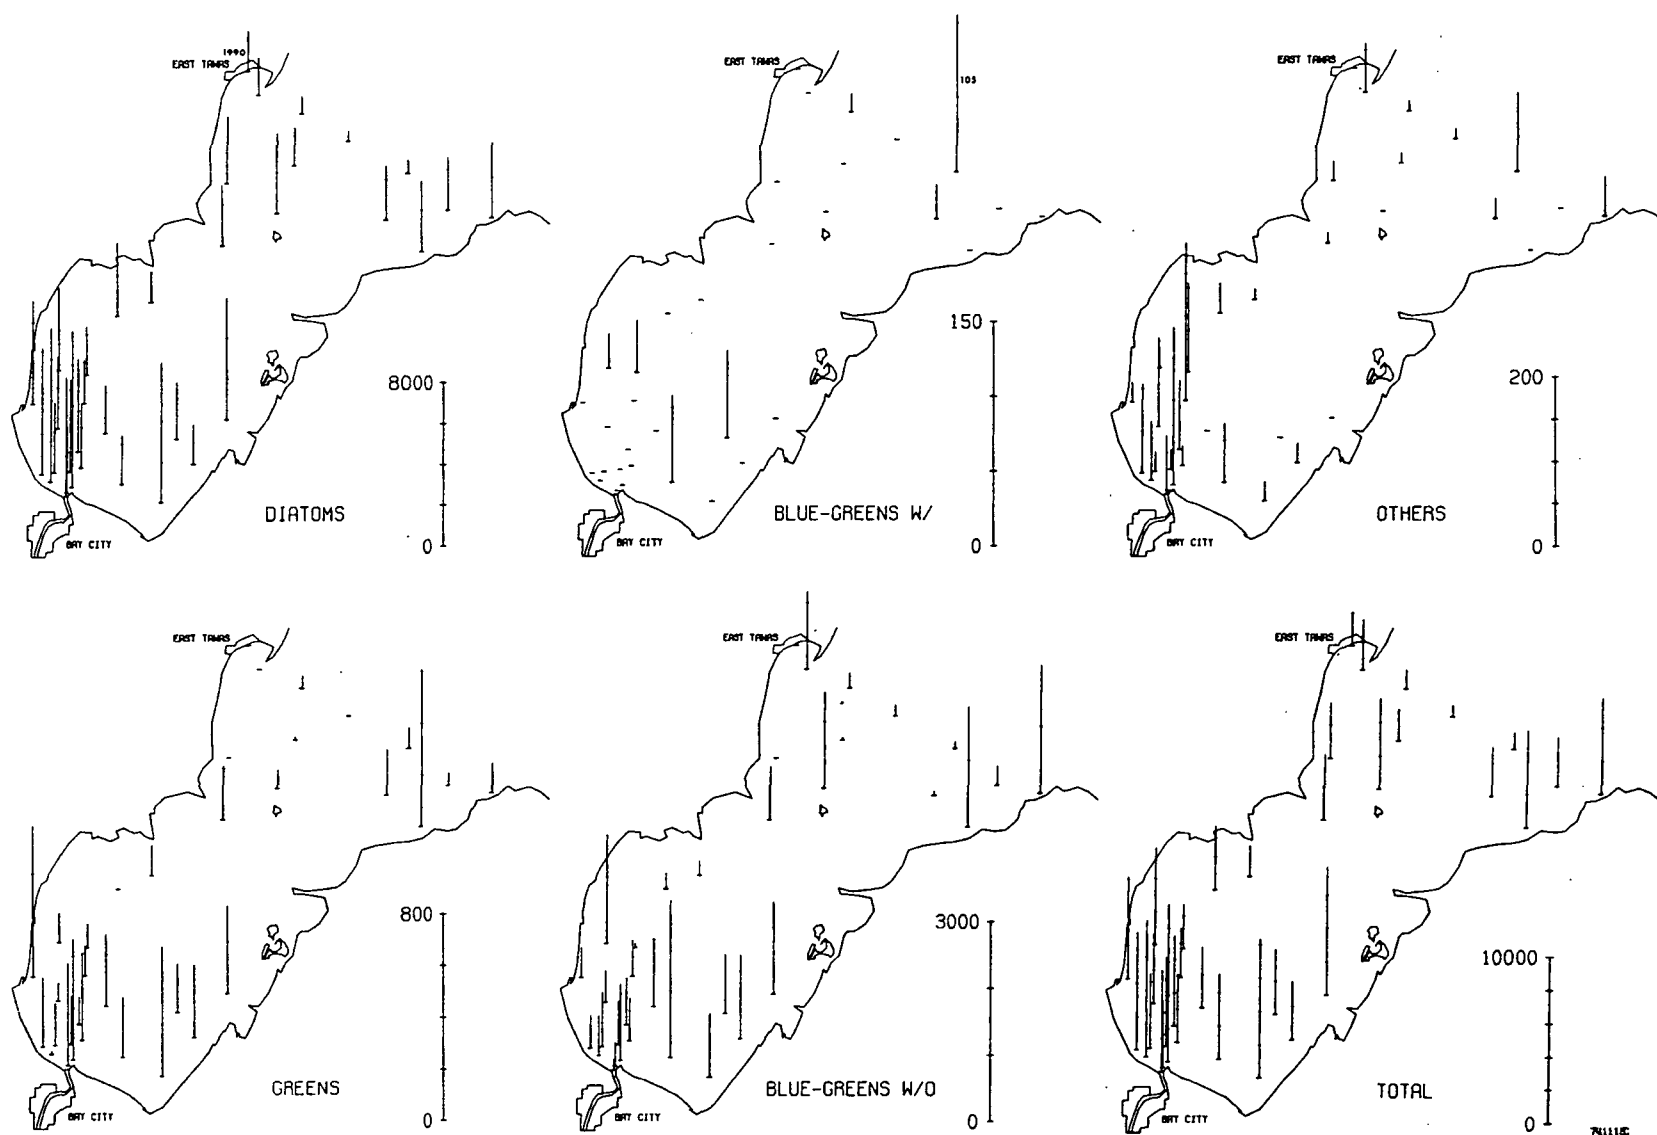 1990
EAST TAWAS
8000
0
DIATOMS
BAY CITY
EAST TAWAS
105
150
0
BLUE-GREENS W/
BAY CITY
EAST TAWAS
200
0
OTHERS
BAY CITY
EAST TAWAS
800
0
GREENS
BAY CITY
EAST TAWAS
3000
0
BLUE-GREENS W/O
BAY CITY
EAST TAWAS
10000
0
TOTAL
BAY CITY